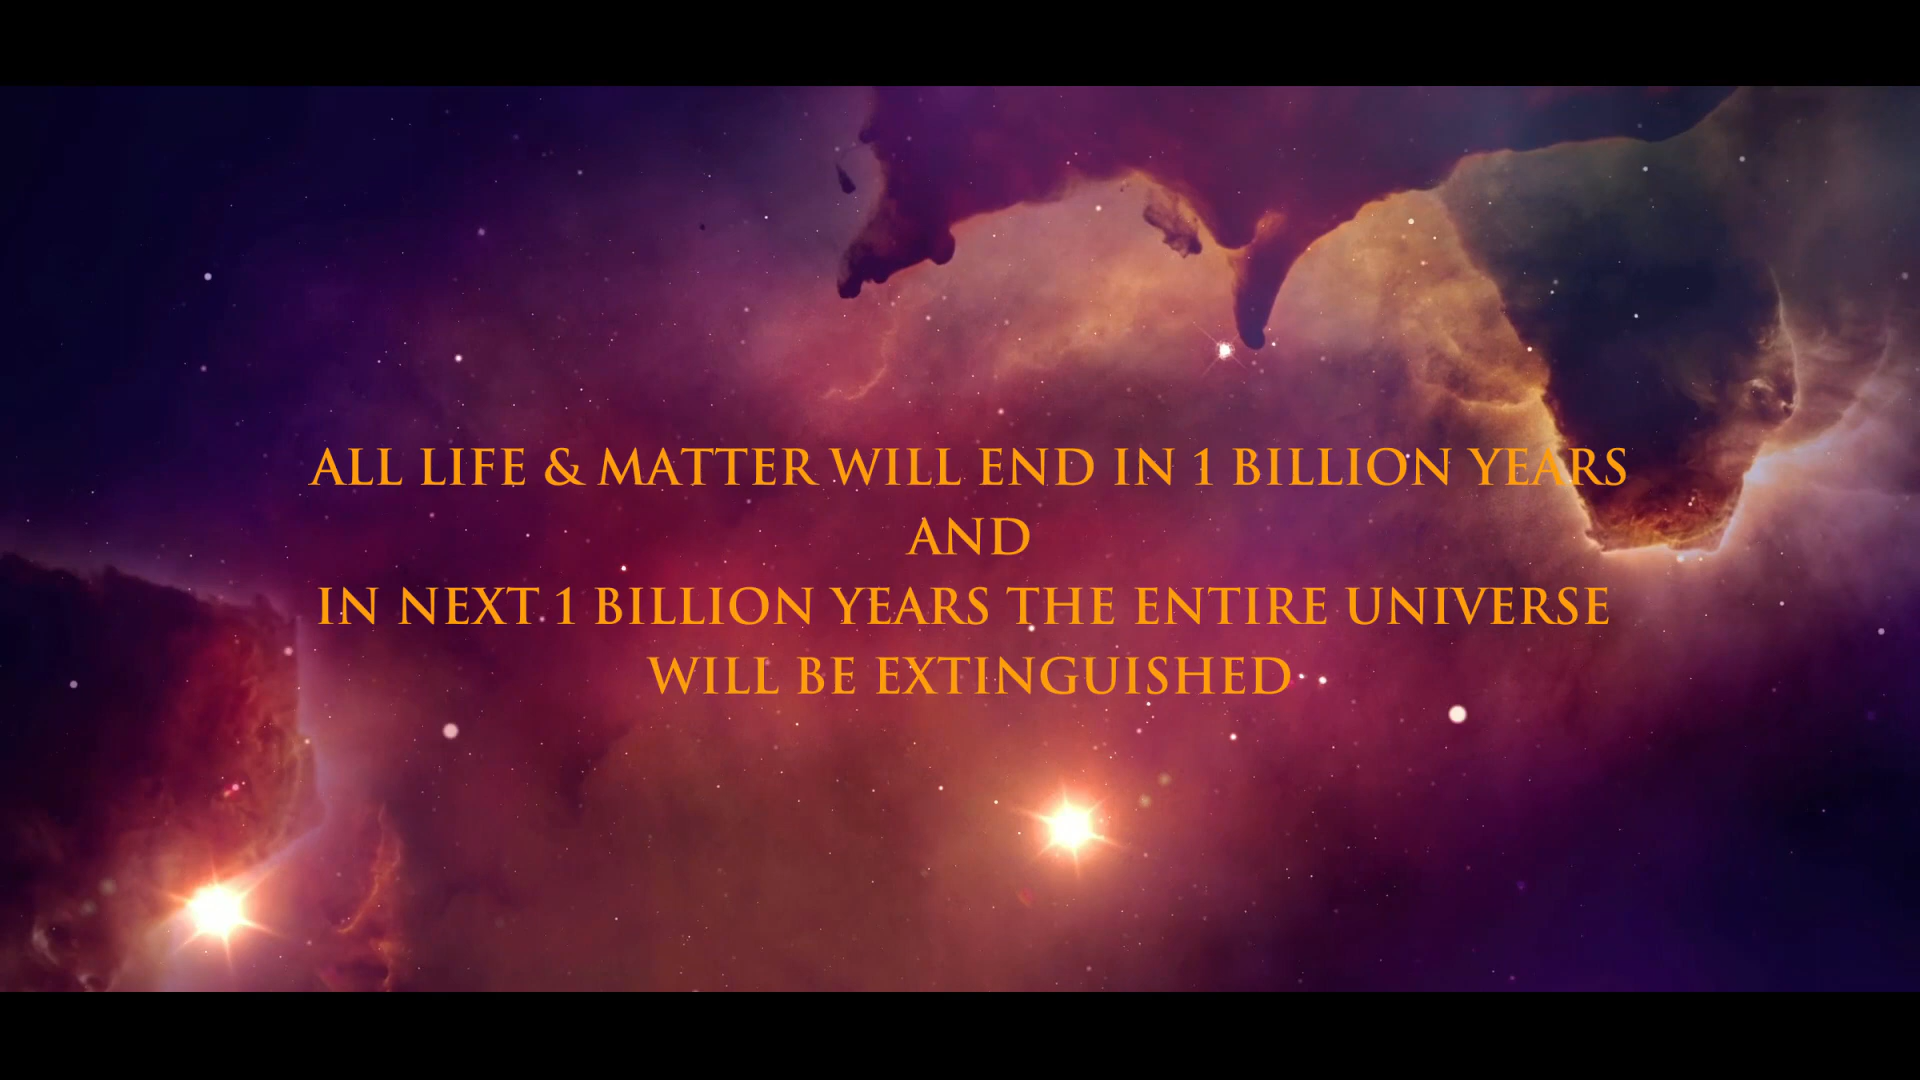 ALL LIFE & MATTER WILL END IN 1 BILLION YEARS
AND
IN NEXT 1 BILLION YEARS THE ENTIRE UNIVERSE
WILL BE EXTINGUISHED